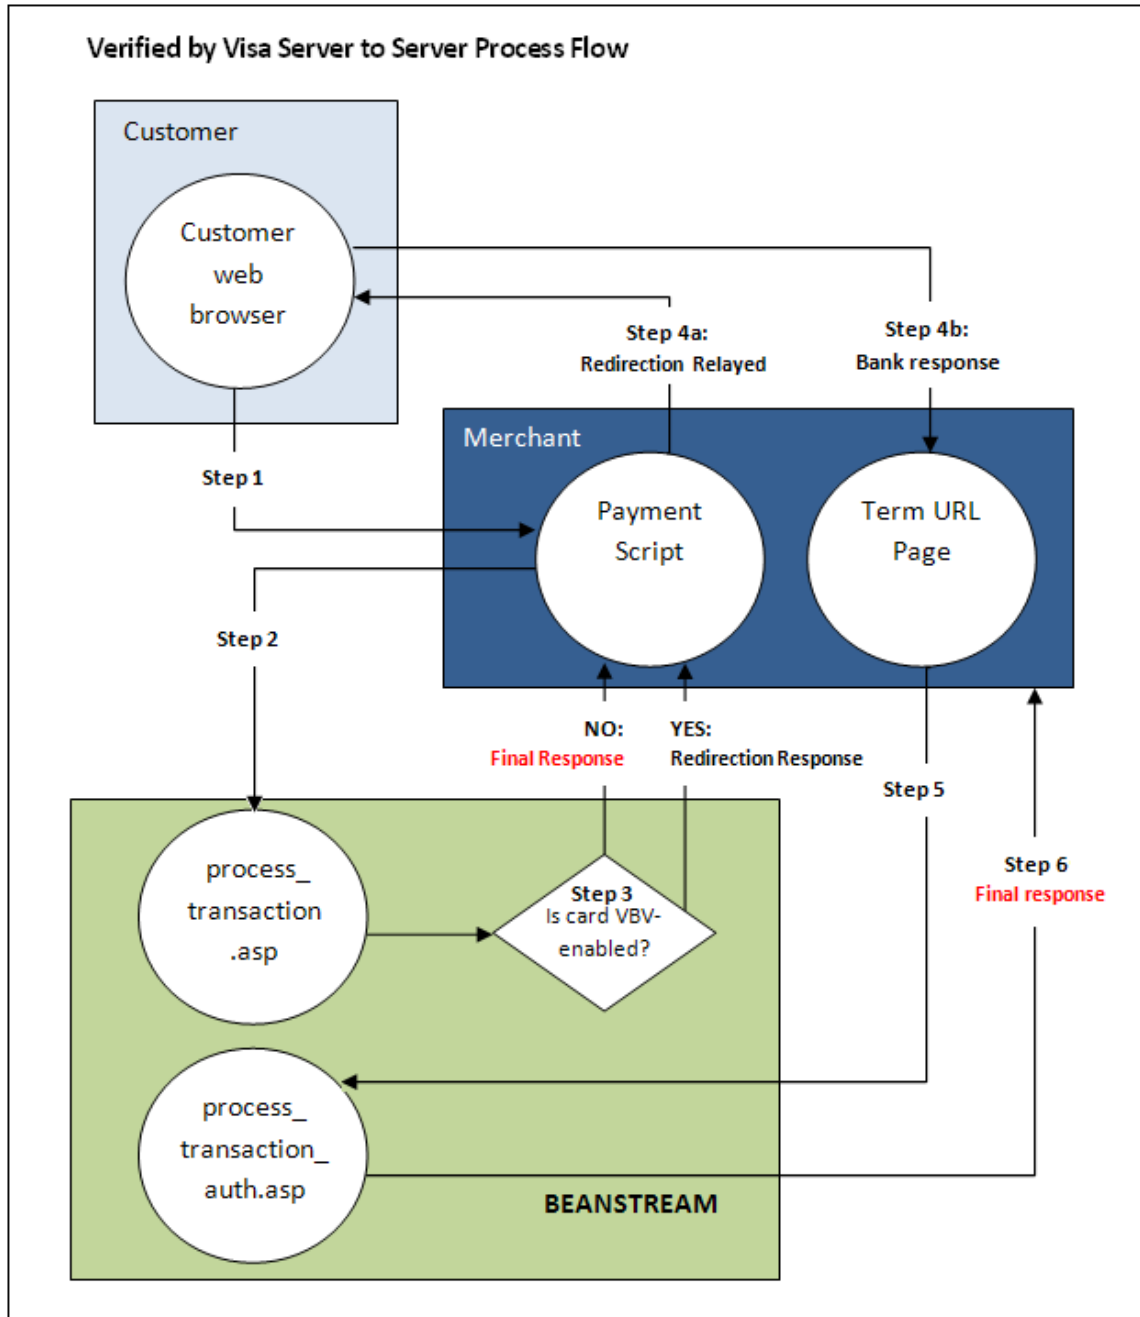 Verified by Visa Server to Server Process Flow
Customer
Customer
web
browser
Step 4a:
Redirection Relayed
Step 4b:
Bank response
Merchant
Step 1
Payment
Script
Term URL
Page
Step 2
NO:
Final Response
YES:
Redirection Response
Step 5
process_
transaction
.asp
Step 3
Is card VBV-
enabled?
Step 6
Final response
process_
transaction_
auth.asp
BEANSTREAM